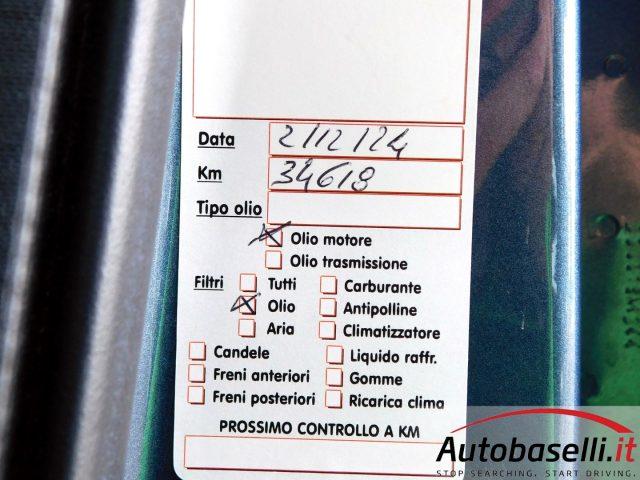 Data 2/12/24
Km 34618
Tipo olio
Olio motore
Olio trasmissione
Filtri Tutti Carburante
Olio Antipolline
Aria Climatizzatore
Candele Liquido raffr.
Freni anteriori Gomme
Freni posteriori Ricarica clima
PROSSIMO CONTROLLO A KM
Autobaselli.it
STOP SEARCHING. START DRIVING.